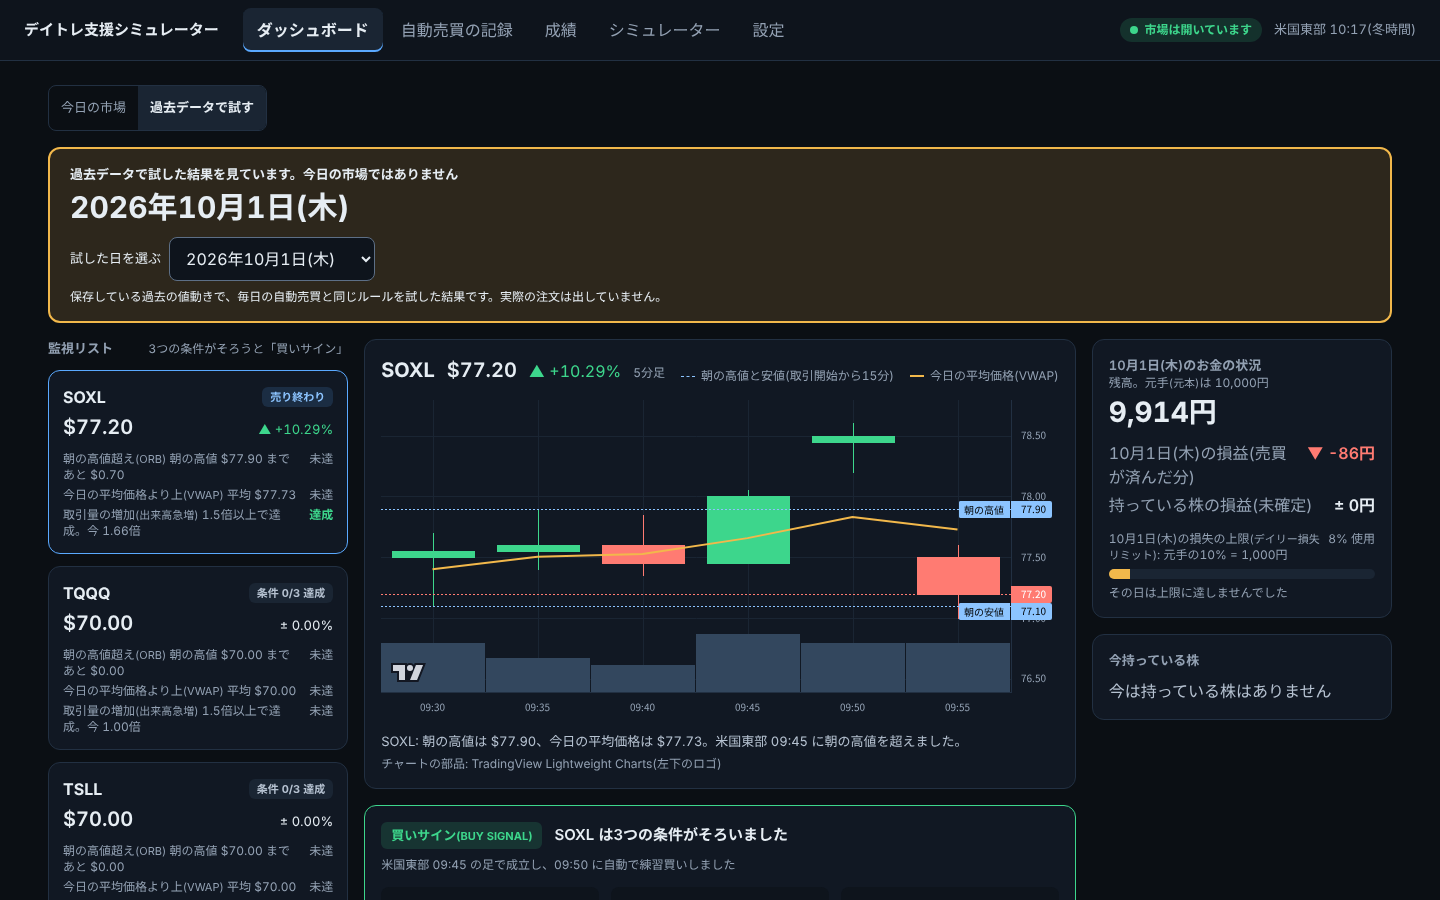 デイトレ支援シミュレーター
ダッシュボード
自動売買の記録
成績
シミュレーター
設定
市場は開いています
米国東部 10:17(冬時間)
今日の市場
過去データで試す
過去データで試した結果を見ています。今日の市場ではありません
2026年10月1日(木)
試した日を選ぶ
2026年10月1日(木)
保存している過去の値動きで、毎日の自動売買と同じルールを試した結果です。実際の注文は出していません。
監視リスト
3つの条件がそろうと「買いサイン」
SOXL
売り終わり
$77.20
▲ +10.29%
朝の高値超え(ORB) 朝の高値 $77.90 まで
あと $0.70
未達
今日の平均価格より上(VWAP) 平均 $77.73
未達
取引量の増加(出来高急増) 1.5倍以上で達
成。今 1.66倍
達成
TQQQ
条件 0/3 達成
$70.00
± 0.00%
朝の高値超え(ORB) 朝の高値 $70.00 まで
あと $0.00
未達
今日の平均価格より上(VWAP) 平均 $70.00
未達
取引量の増加(出来高急増) 1.5倍以上で達
成。今 1.00倍
未達
TSLL
条件 0/3 達成
$70.00
± 0.00%
朝の高値超え(ORB) 朝の高値 $70.00 まで
あと $0.00
未達
今日の平均価格より上(VWAP) 平均 $70.00
未達
SOXL $77.20 ▲ +10.29% 5分足
朝の高値と安値(取引開始から15分)
今日の平均価格(VWAP)
78.50
78.00
朝の高値 77.90
77.50
77.20
朝の安値 77.10
76.50
09:30
09:35
09:40
09:45
09:50
09:55
SOXL: 朝の高値は $77.90、今日の平均価格は $77.73。米国東部 09:45 に朝の高値を超えました。
チャートの部品: TradingView Lightweight Charts(左下のロゴ)
買いサイン(BUY SIGNAL)
SOXL は3つの条件がそろいました
米国東部 09:45 の足で成立し、09:50 に自動で練習買いしました
10月1日(木)のお金の状況
残高。元手(元本)は 10,000円
9,914円
10月1日(木)の損益(売買
が済んだ分)
▼ -86円
持っている株の損益(未確定)
± 0円
10月1日(木)の損失の上限(デイリー損失
リミット): 元手の10% = 1,000円
8% 使用
その日は上限に達しませんでした
今持っている株
今は持っている株はありません